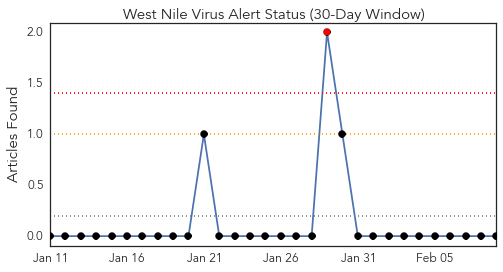 West Nile Virus Alert Status (30-Day Window)
Articles Found
2.0
1.5
1.0
0.5
0.0
Jan 11 Jan 16 Jan 21 Jan 26 Jan 31 Feb 05